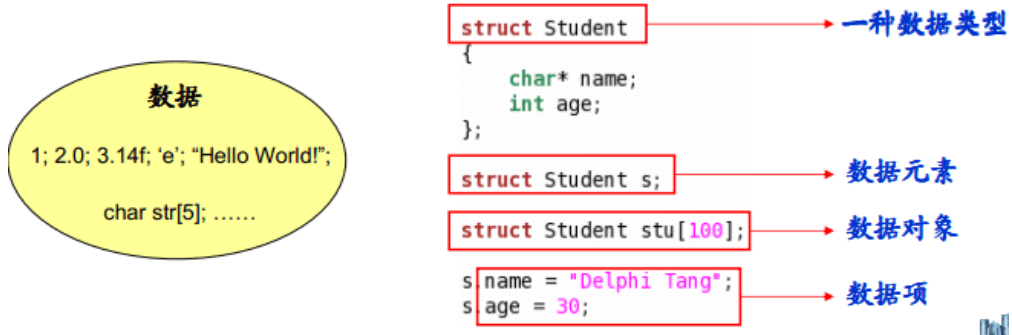 数据
1; 2.0; 3.14f; ‘e’; “Hello World!”;
char str[5]; ……
struct Student
一种数据类型
{
char* name;
int age;
};
struct Student s;
数据元素
struct Student stu[100];
数据对象
s.name = "Delphi Tang";
s.age = 30;
数据项